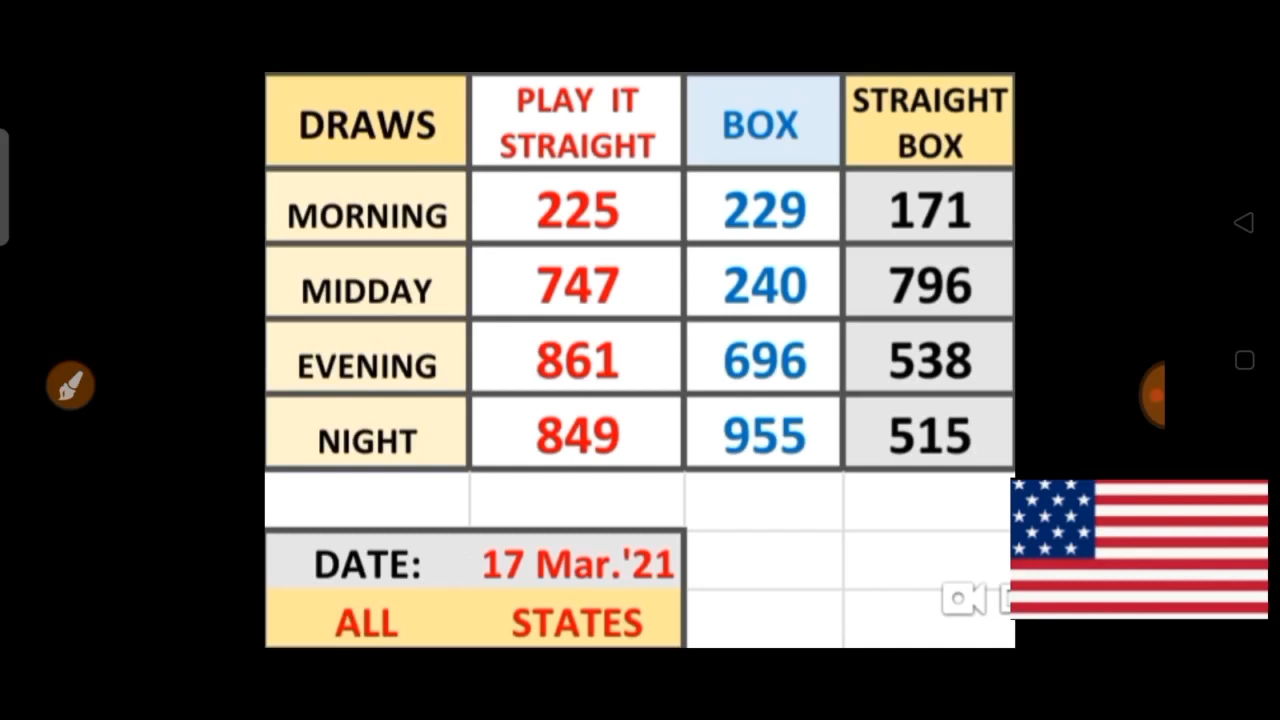 DRAWS PLAY IT STRAIGHT BOX STRAIGHT BOX
MORNING 225 229 171
MIDDAY 747 240 796
EVENING 861 696 538
NIGHT 849 955 515
DATE: 17 Mar.'21
ALL STATES